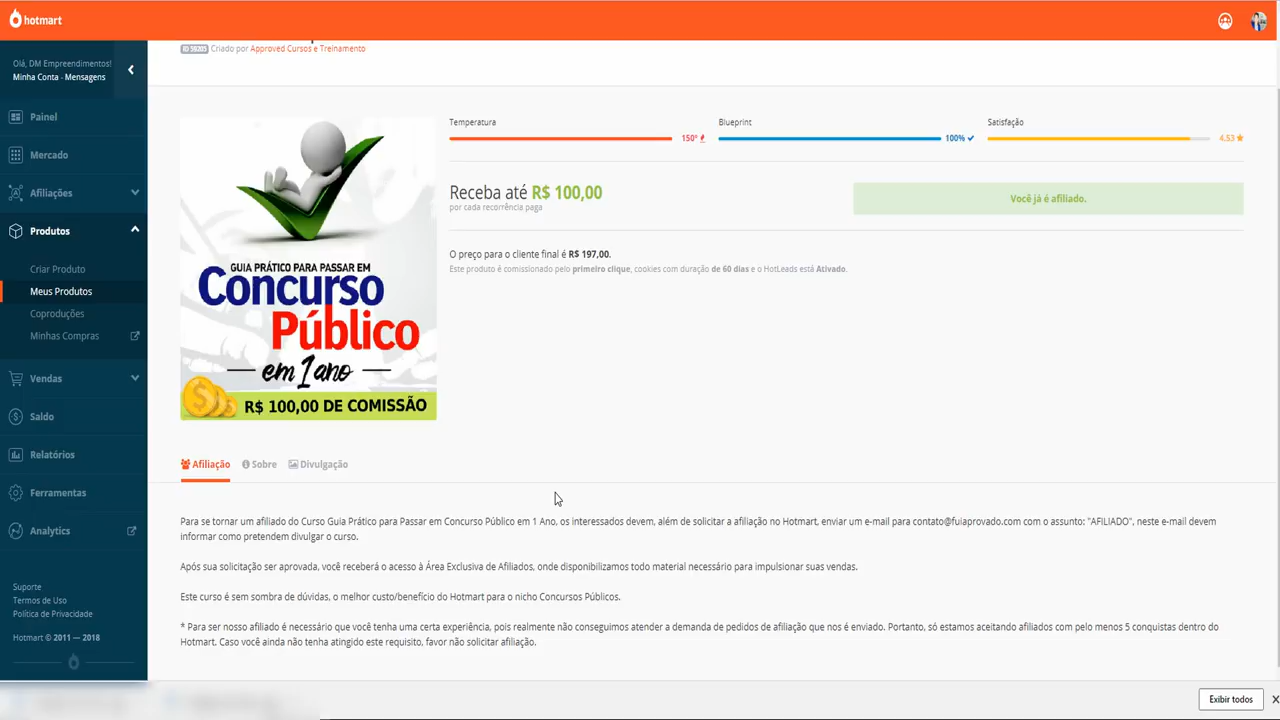 hotmart
ID 59205 Criado por Approved Cursos e Treinamento
Olá, DM Empreendimentos!
Minha Conta - Mensagens
Painel
Mercado
Afiliações
Produtos
Criar Produto
Meus Produtos
Coproduções
Minhas Compras
Vendas
Saldo
Relatórios
Ferramentas
Analytics
Suporte
Termos de Uso
Política de Privacidade
Hotmart © 2011 — 2018
GUIA PRÁTICO PARA PASSAR EM
Concurso
Público
em 1 ano
R$ 100,00 DE COMISSÃO
Temperatura
150º
Blueprint
100%
Satisfação
4.53
Receba até R$ 100,00
por cada recorrência paga
Você já é afiliado.
O preço para o cliente final é R$ 197,00.
Este produto é comissionado pelo primeiro clique, cookies com duração de 60 dias e o HotLeads está Ativado.
Afiliação Sobre Divulgação
Para se tornar um afiliado do Curso Guia Prático para Passar em Concurso Público em 1 Ano, os interessados devem, além de solicitar a afiliação no Hotmart, enviar um e-mail para contato@fuiaprovado.com com o assunto: "AFILIADO", neste e-mail devem
informar como pretendem divulgar o curso.
Após sua solicitação ser aprovada, você receberá o acesso à Área Exclusiva de Afiliados, onde disponibilizamos todo material necessário para impulsionar suas vendas.
Este curso é sem sombra de dúvidas, o melhor custo/benefício do Hotmart para o nicho Concursos Públicos.
* Para ser nosso afiliado é necessário que você tenha uma certa experiência, pois realmente não conseguimos atender a demanda de pedidos de afiliação que nos é enviado. Portanto, só estamos aceitando afiliados com pelo menos 5 conquistas dentro do
Hotmart. Caso você ainda não tenha atingido este requisito, favor não solicitar afiliação.
Exibir todos